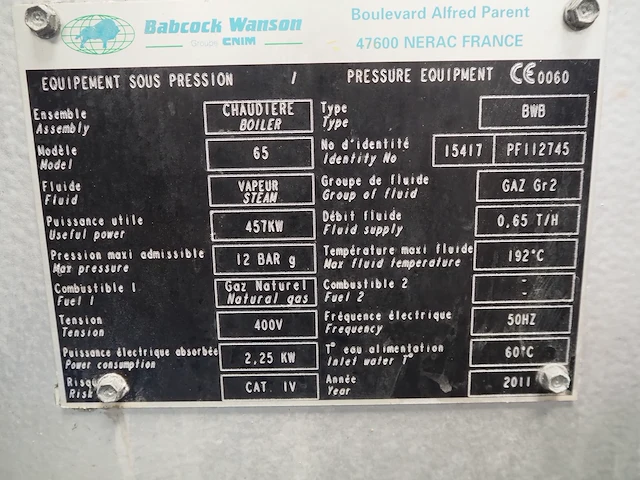 Babcock Wanson
Groupe CNIM
Boulevard Alfred Parent
47600 NERAC FRANCE
EQUIPEMENT SOUS PRESSION / PRESSURE EQUIPMENT CE 0060
Ensemble
Assembly
CHAUDIERE
BOILER
Type
Type
BWB
Modèle
Model
65
No d'identité
Identity No
15417 PF112745
Fluide
Fluid
VAPEUR
STEAM
Groupe de fluide
Group of fluid
GAZ Gr2
Puissance utile
Useful power
457KW
Débit fluide
Fluid supply
0,65 T/H
Pression maxi admissible
Max pressure
12 BAR g
Température maxi fluide
Max fluid temperature
192°C
Combustible 1
Fuel 1
Gaz Naturel
Natural gas
Combustible 2
Fuel 2
-
-
Tension
Tension
400V
Fréquence électrique
Frequency
50HZ
Puissance électrique absorbée
Power consumption
2,25 KW
T° eau alimentation
Inlet water T°
60°C
Risq
Risk
CAT. IV
Année
Year
2011